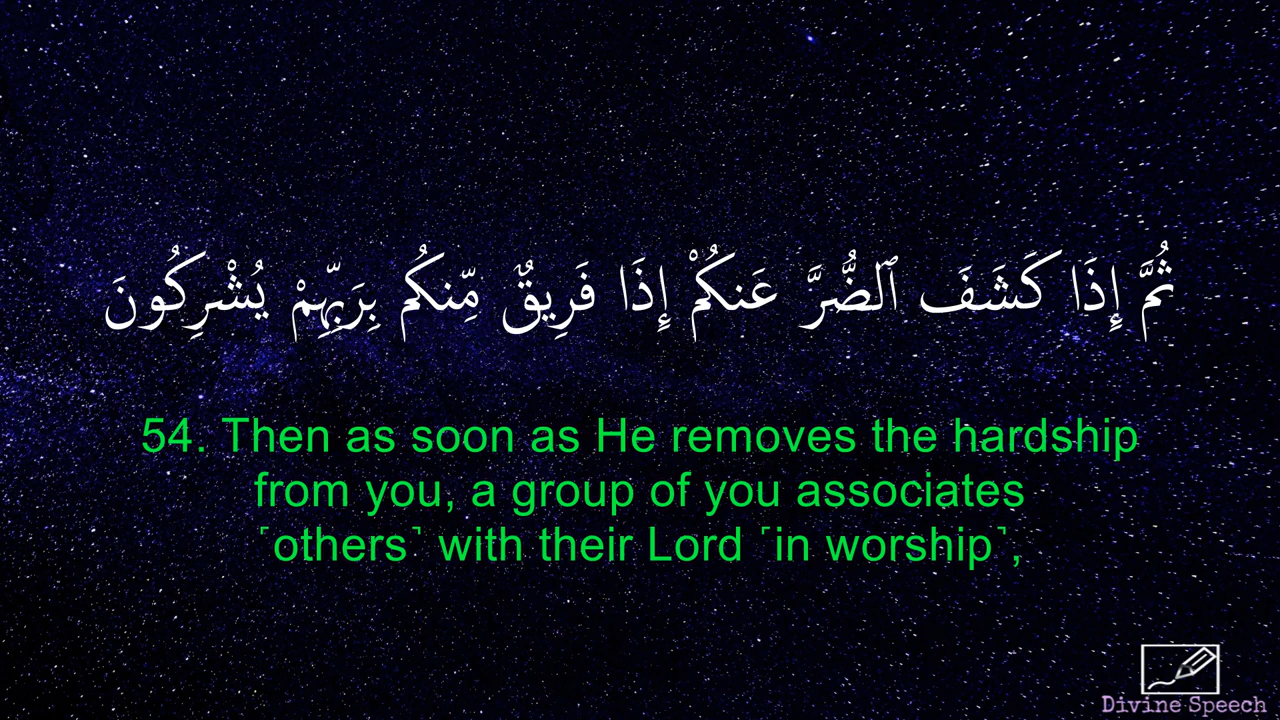 ثُمَّ إِذَا كَشَفَ ٱلضُّرَّ عَنكُمْ إِذَا فَرِيقٌ مِّنكُم بِرَبِّهِمْ يُشْرِكُونَ
54. Then as soon as He removes the hardship
from you, a group of you associates
˹others˺ with their Lord ˹in worship˺,
Divine Speech